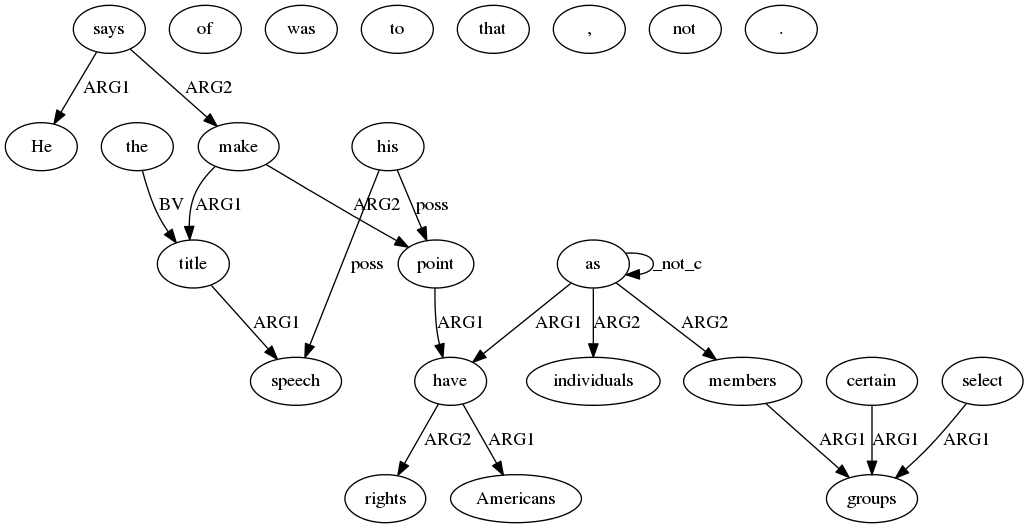 says of was to that , not .
ARG1 ARG2
He the make his
BV ARG1 ARG2 poss
title poss point as _not_c
ARG1 ARG1 ARG1 ARG2 ARG2
speech have individuals members certain select
ARG2 ARG1 ARG1 ARG1 ARG1
rights Americans groups